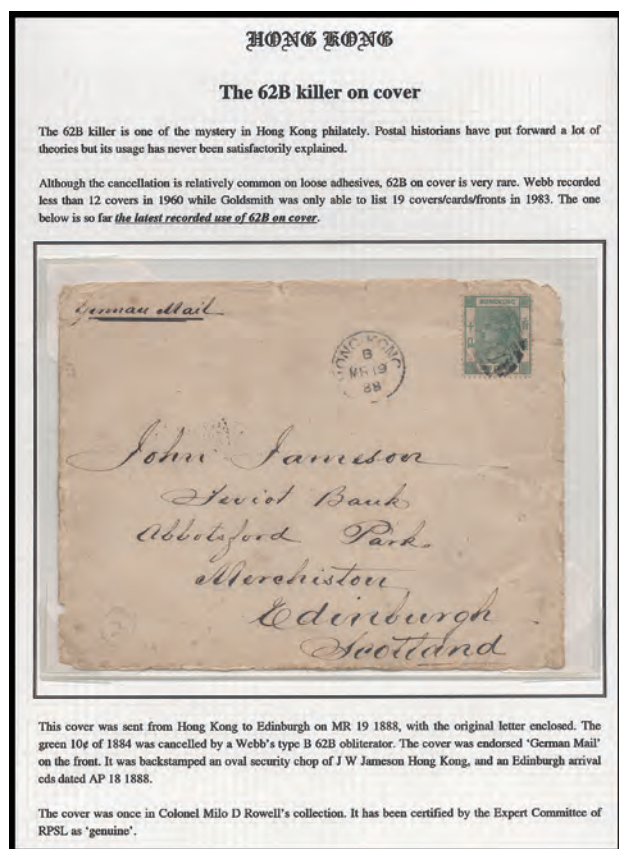 HONG KONG
The 62B killer on cover
The 62B killer is one of the mystery in Hong Kong philately. Postal historians have put forward a lot of
theories but its usage has never been satisfactorily explained.
Although the cancellation is relatively common on loose adhesives, 62B on cover is very rare. Webb recorded
less than 12 covers in 1960 while Goldsmith was only able to list 19 covers/cards/fronts in 1983. The one
below is so far the latest recorded use of 62B on cover.
German Mail
HONG KONG
HONG KONG
B
MR 19
88
John Jameson
Teviot Bank
Abbotsford Park
Merchiston
Edinburgh
Scotland
This cover was sent from Hong Kong to Edinburgh on MR 19 1888, with the original letter enclosed. The
green 10¢ of 1884 was cancelled by a Webb's type B 62B obliterator. The cover was endorsed 'German Mail'
on the front. It was backstamped an oval security chop of J W Jameson Hong Kong, and an Edinburgh arrival
cds dated AP 18 1888.
The cover was once in Colonel Milo D Rowell's collection. It has been certified by the Expert Committee of
RPSL as 'genuine'.